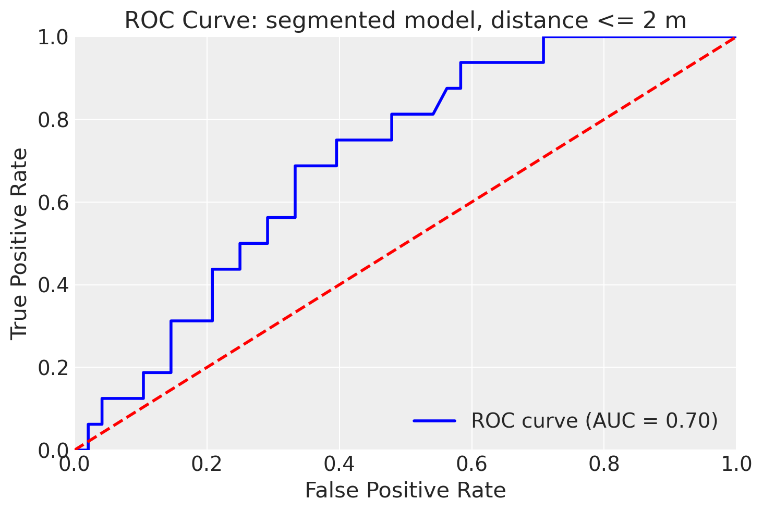 ROC Curve: segmented model, distance <= 2 m
1.0
0.8
0.6
0.4
0.2
0.0
True Positive Rate
ROC curve (AUC = 0.70)
0.0 0.2 0.4 0.6 0.8 1.0
False Positive Rate